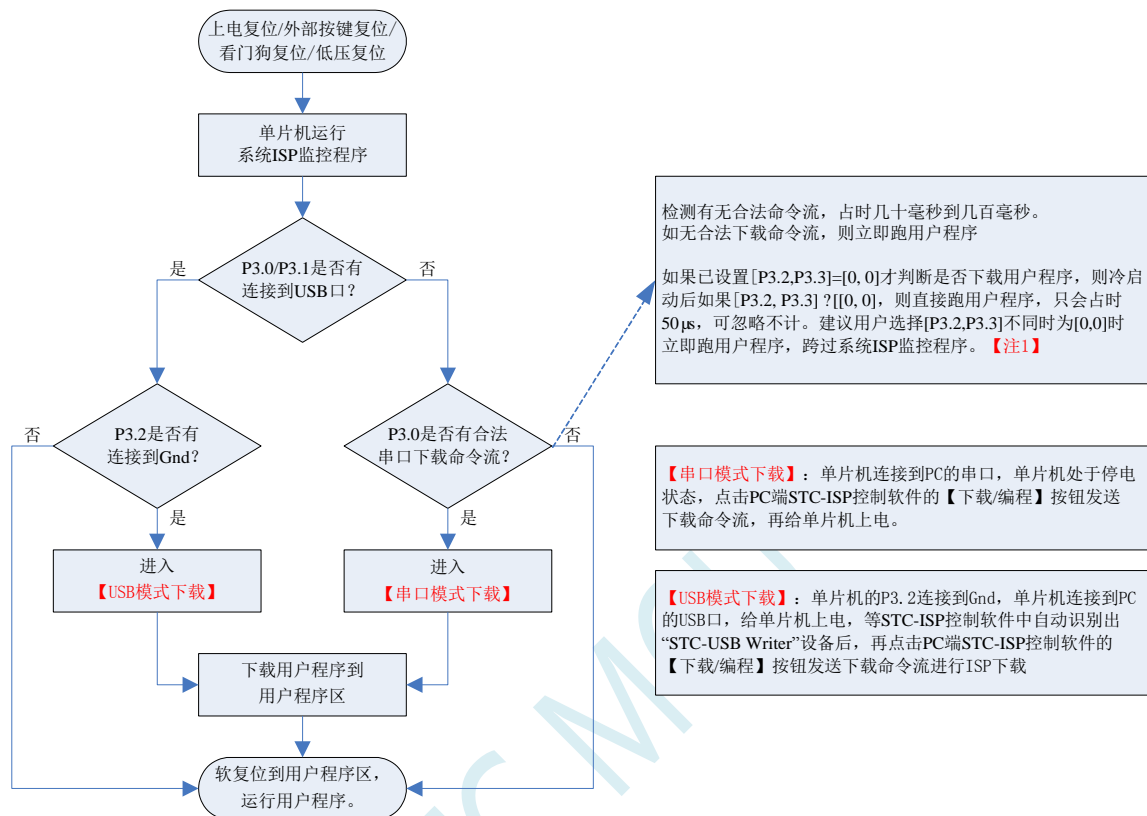 上电复位/外部按键复位/
看门狗复位/低压复位
单片机运行
系统ISP监控程序
P3.0/P3.1是否有
连接到USB口?
是
否
P3.2是否有
连接到Gnd?
否
是
P3.0是否有合法
串口下载命令流?
否
是
进入
【USB模式下载】
进入
【串口模式下载】
下载用户程序到
用户程序区
软复位到用户程序区,
运行用户程序。
检测有无合法命令流，占时几十毫秒到几百毫秒。
如无合法下载命令流，则立即跑用户程序
如果已设置[P3.2,P3.3]=[0, 0]才判断是否下载用户程序，则冷启
动后如果[P3.2, P3.3] ?[[0, 0]，则直接跑用户程序，只会占时
50μs，可忽略不计。建议用户选择[P3.2,P3.3]不同时为[0,0]时
立即跑用户程序，跨过系统ISP监控程序。【注1】
【串口模式下载】：单片机连接到PC的串口，单片机处于停电
状态，点击PC端STC-ISP控制软件的【下载/编程】按钮发送
下载命令流，再给单片机上电。
【USB模式下载】：单片机的P3.2连接到Gnd，单片机连接到PC
的USB口，给单片机上电，等STC-ISP控制软件中自动识别出
“STC-USB Writer”设备后，再点击PC端STC-ISP控制软件的
【下载/编程】按钮发送下载命令流进行ISP下载